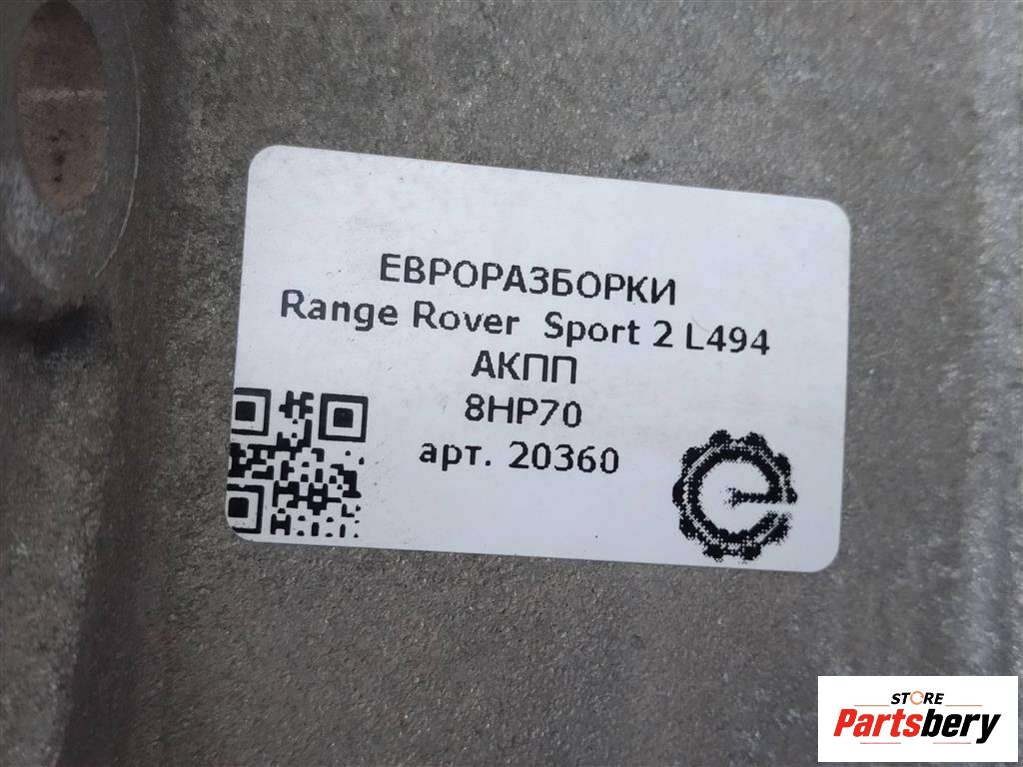 ЕВРОРАЗБОРКИ
Range Rover Sport 2 L494
АКПП
8HP70
арт. 20360
STORE
Partsbery